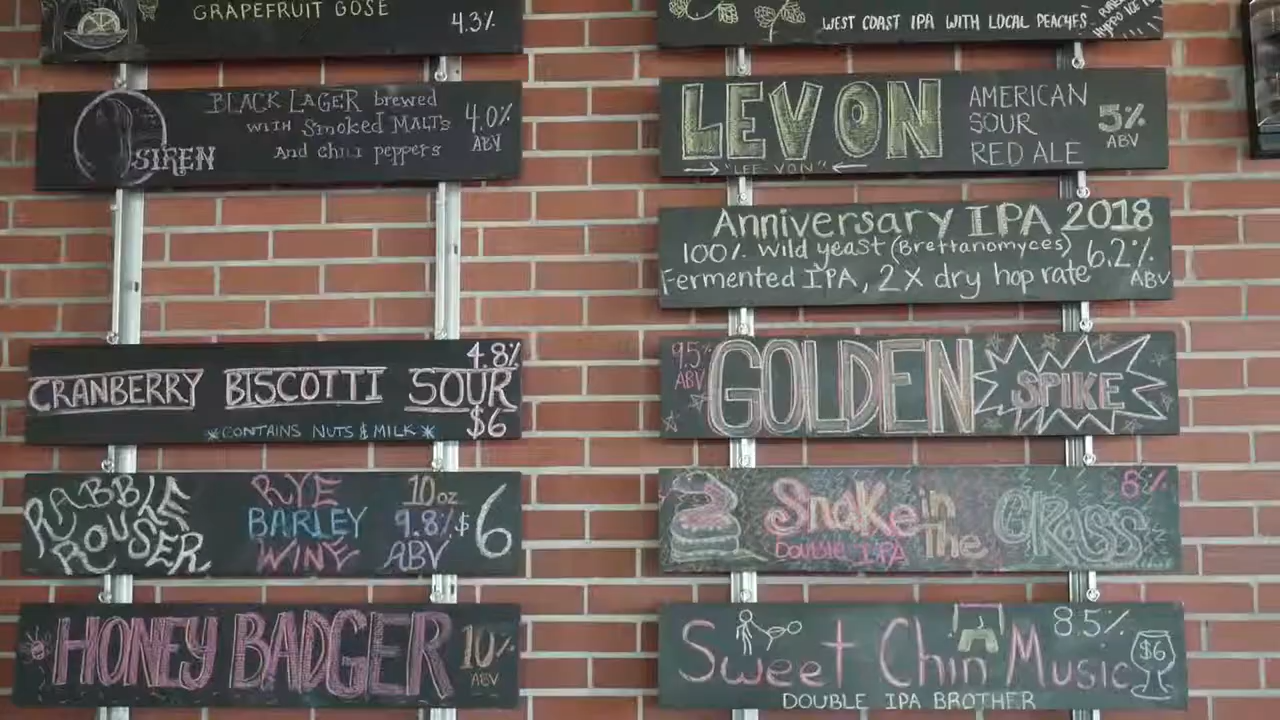 GRAPEFRUIT GOSE
4.3%
SIREN
BLACK LAGER brewed
WITH Smoked MALTS
And chili peppers
4.0%
ABV
CRANBERRY BISCOTTI SOUR
4.8%
$6
*CONTAINS NUTS & MILK*
RABBLE
ROUSER
RYE
BARLEY
WINE
10oz
9.8%
ABV
$6
HONEY BADGER
10%
ABV
WEST COAST IPA WITH LOCAL PEACHES
LEVON
→ "LEE-VON" ←
AMERICAN
SOUR
RED ALE
5%
ABV
Anniversary IPA 2018
100% Wild yeast (Brettanomyces)
Fermented IPA, 2X dry hop rate
6.2%
ABV
9.5%
ABV
GOLDEN
SPIKE
Snake in the GRASS
Double IPA
8%
Sweet Chin Music
8.5%
$6
DOUBLE IPA BROTHER